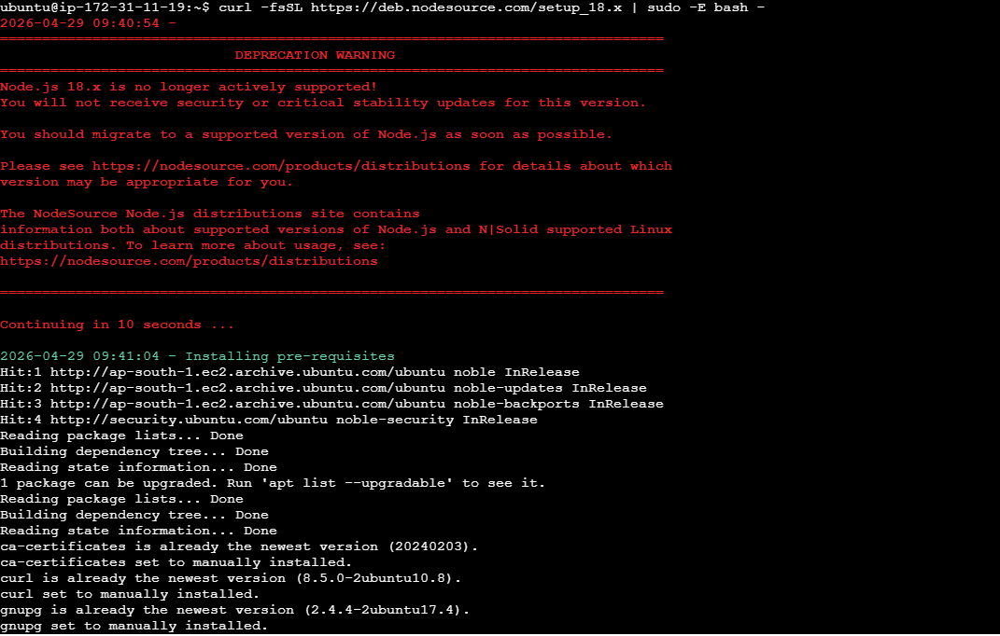 ubuntu@ip-172-31-11-19:~$ curl -fsSL https://deb.nodesource.com/setup_18.x | sudo -E bash -
2026-04-29 09:40:54 -
===============================================================================
DEPRECATION WARNING
===============================================================================
Node.js 18.x is no longer actively supported!
You will not receive security or critical stability updates for this version.
You should migrate to a supported version of Node.js as soon as possible.
Please see https://nodesource.com/products/distributions for details about which
version may be appropriate for you.
The NodeSource Node.js distributions site contains
information both about supported versions of Node.js and N|Solid supported Linux
distributions. To learn more about usage, see:
https://nodesource.com/products/distributions
===============================================================================
Continuing in 10 seconds ...
2026-04-29 09:41:04 - Installing pre-requisites
Hit:1 http://ap-south-1.ec2.archive.ubuntu.com/ubuntu noble InRelease
Hit:2 http://ap-south-1.ec2.archive.ubuntu.com/ubuntu noble-updates InRelease
Hit:3 http://ap-south-1.ec2.archive.ubuntu.com/ubuntu noble-backports InRelease
Hit:4 http://security.ubuntu.com/ubuntu noble-security InRelease
Reading package lists... Done
Building dependency tree... Done
Reading state information... Done
1 package can be upgraded. Run 'apt list --upgradable' to see it.
Reading package lists... Done
Building dependency tree... Done
Reading state information... Done
ca-certificates is already the newest version (20240203).
ca-certificates set to manually installed.
curl is already the newest version (8.5.0-2ubuntu10.8).
curl set to manually installed.
gnupg is already the newest version (2.4.4-2ubuntu17.4).
gnupg set to manually installed.